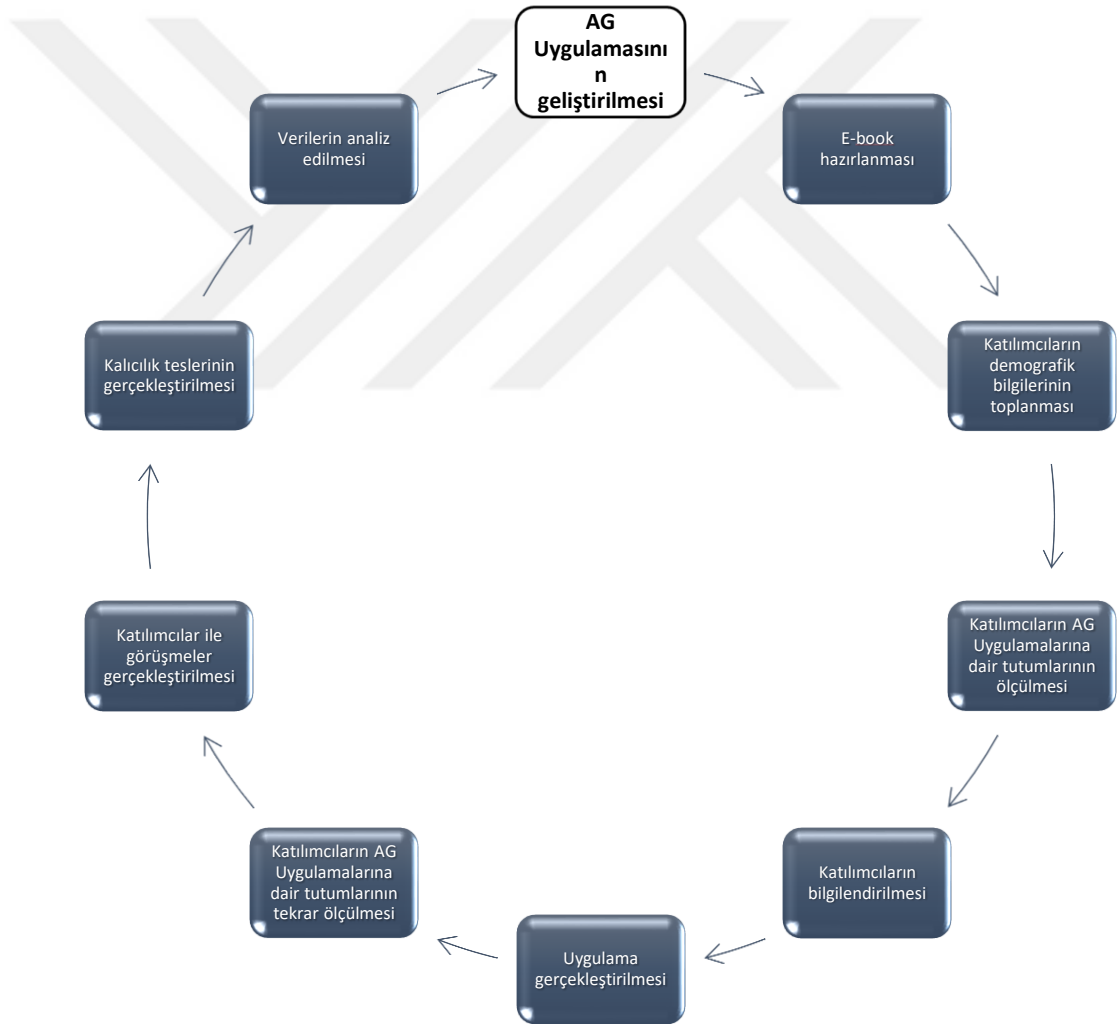 AG
Uygulamasını
n
geliştirilmesi
E-book
hazırlanması
Katılımcıların
demografik
bilgilerinin
toplanması
Katılımcıların AG
Uygulamalarına
dair tutumlarının
ölçülmesi
Katılımcıların
bilgilendirilmesi
Uygulama
gerçekleştirilmesi
Katılımcıların AG
Uygulamalarına
dair tutumlarının
tekrar ölçülmesi
Katılımcılar ile
görüşmeler
gerçekleştirilmesi
Kalıcılık teslerinin
gerçekleştirilmesi
Verilerin analiz
edilmesi